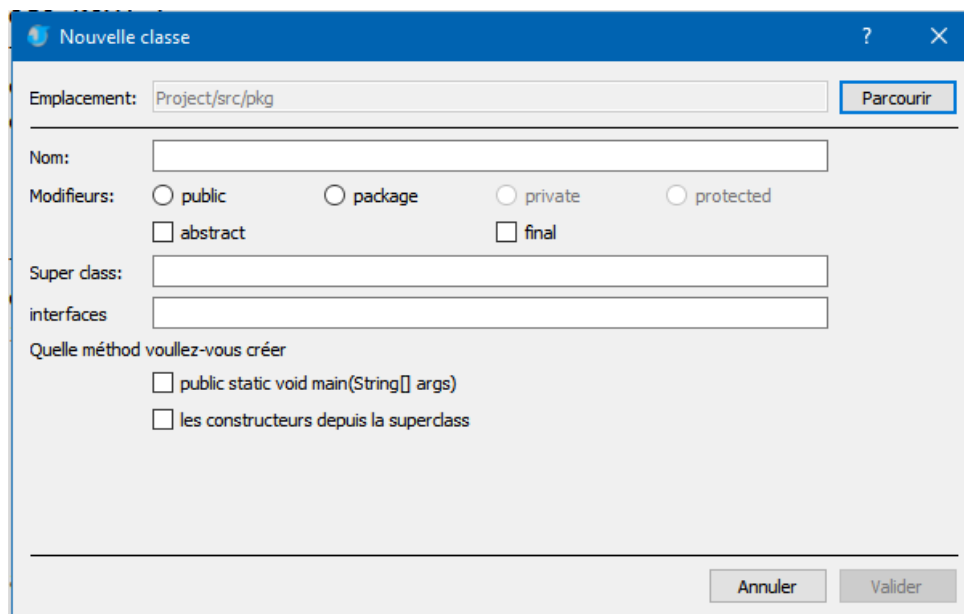 Nouvelle classe ?
Emplacement: Project/src/pkg Parcourir
Nom:
Modifieurs: public package private protected
abstract final
Super class:
interfaces
Quelle méthod voullez-vous créer
public static void main(String[] args)
les constructeurs depuis la superclass
Annuler Valider